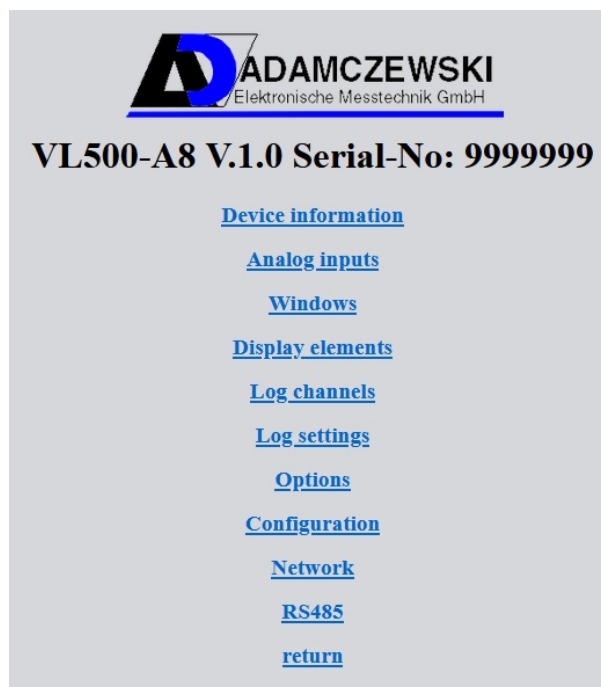 ADAMCZEWSKI
Elektronische Messtechnik GmbH
VL500-A8 V.1.0 Serial-No: 9999999
Device information
Analog inputs
Windows
Display elements
Log channels
Log settings
Options
Configuration
Network
RS485
return